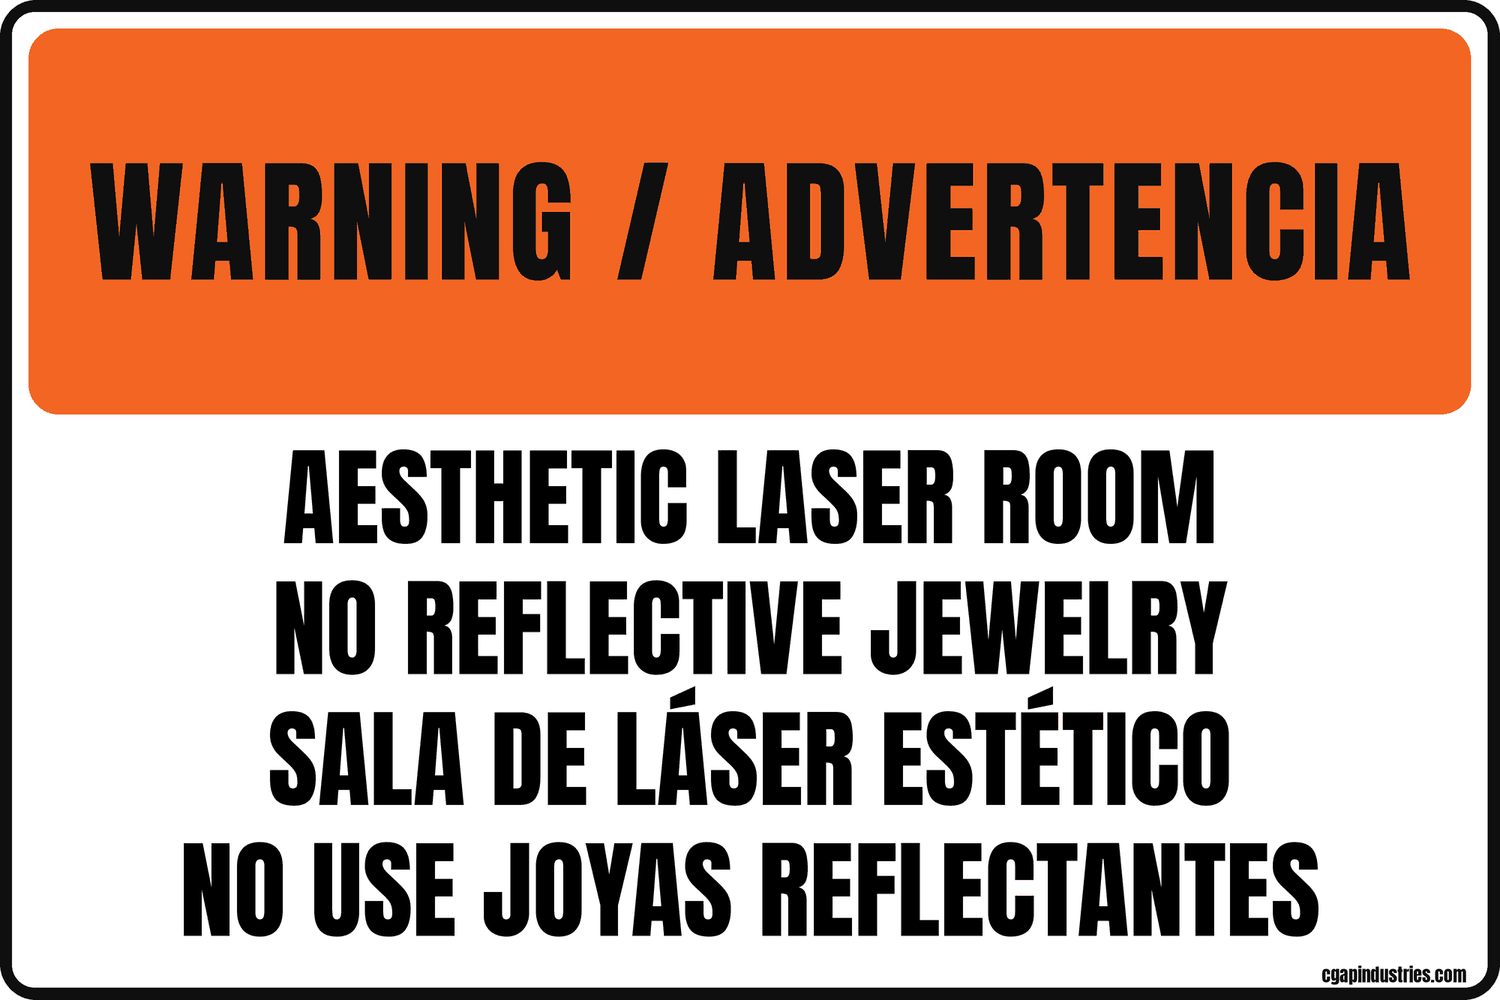 WARNING / ADVERTENCIA
AESTHETIC LASER ROOM
NO REFLECTIVE JEWELRY
SALA DE LÁSER ESTÉTICO
NO USE JOYAS REFLECTANTES
cgapindustries.com